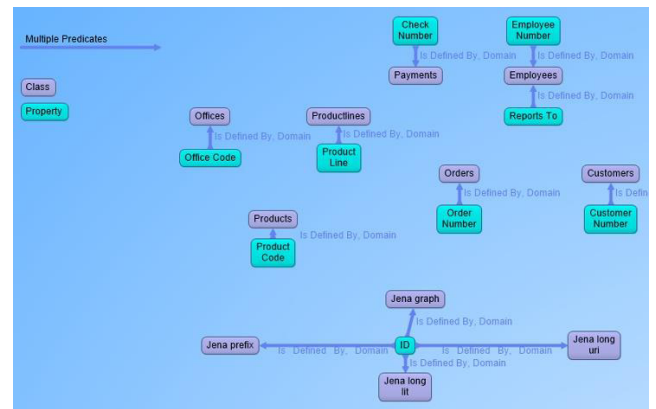 Check
Number
Employee
Number
Multiple Predicates
Is Defined By, Domain
Is Defined By, Domain
Payments
Employees
Class
Is Defined By, Domain
Property
Offices
Productlines
Reports To
Is Defined By, Domain
Is Defined By, Domain
Office Code
Product
Line
Orders
Customers
Is Defined By, Domain
Is Defin
Products
Order
Number
Customer
Number
Is Defined By, Domain
Product
Code
Jena graph
Is Defined By, Domain
Jena prefix
Is Defined By, Domain
ID
Is Defined By, Domain
Jena long
uri
Is Defined By, Domain
Jena long
lit